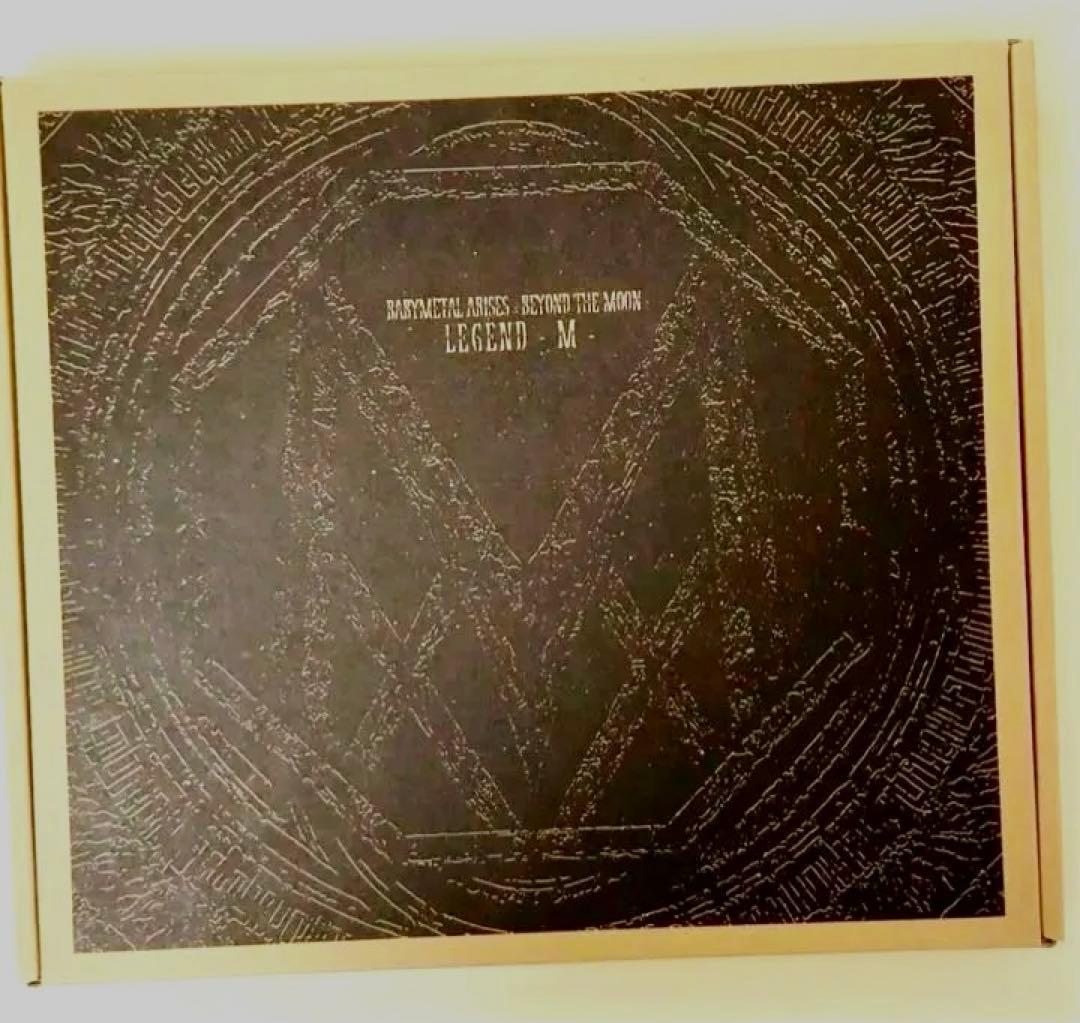 BABYMETAL ARISES - BEYOND THE MOON
LEGEND - M -